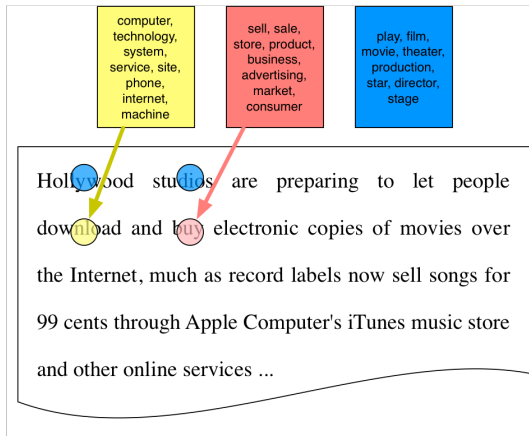 computer,
technology,
system,
service, site,
phone,
internet,
machine
sell, sale,
store, product,
business,
advertising,
market,
consumer
play, film,
movie, theater,
production,
star, director,
stage
Hollywood studios are preparing to let people
download and buy electronic copies of movies over
the Internet, much as record labels now sell songs for
99 cents through Apple Computer's iTunes music store
and other online services ...